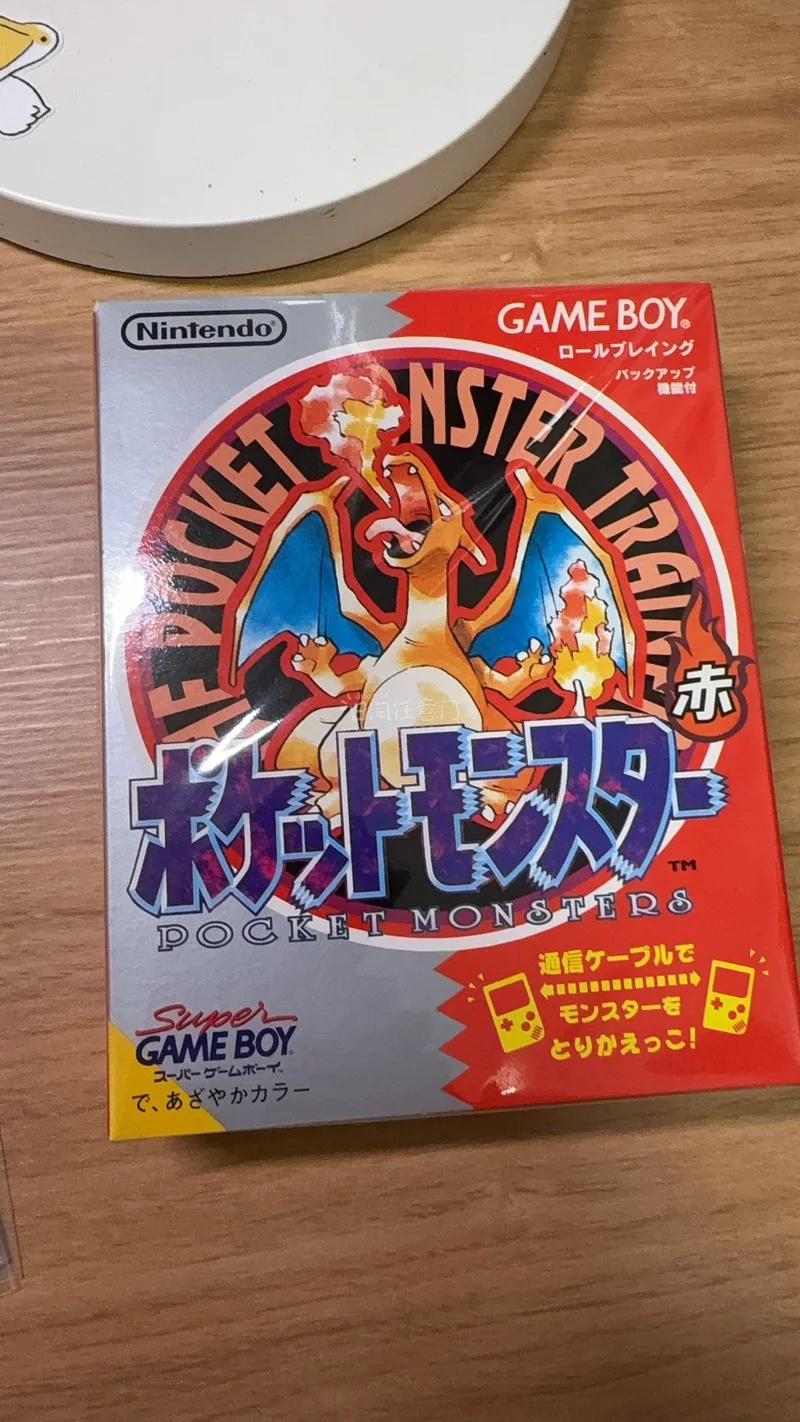 Nintendo®
GAME BOY®
ロールプレイング
バックアップ
機能付
POCKET MONSTER TRAINER
赤
ポケットモンスター
TM
POCKET MONSTERS
通信ケーブルで
モンスターを
とりかえっこ!
Super
GAME BOY®
スーパーゲームボーイ™
で、あざやかカラー